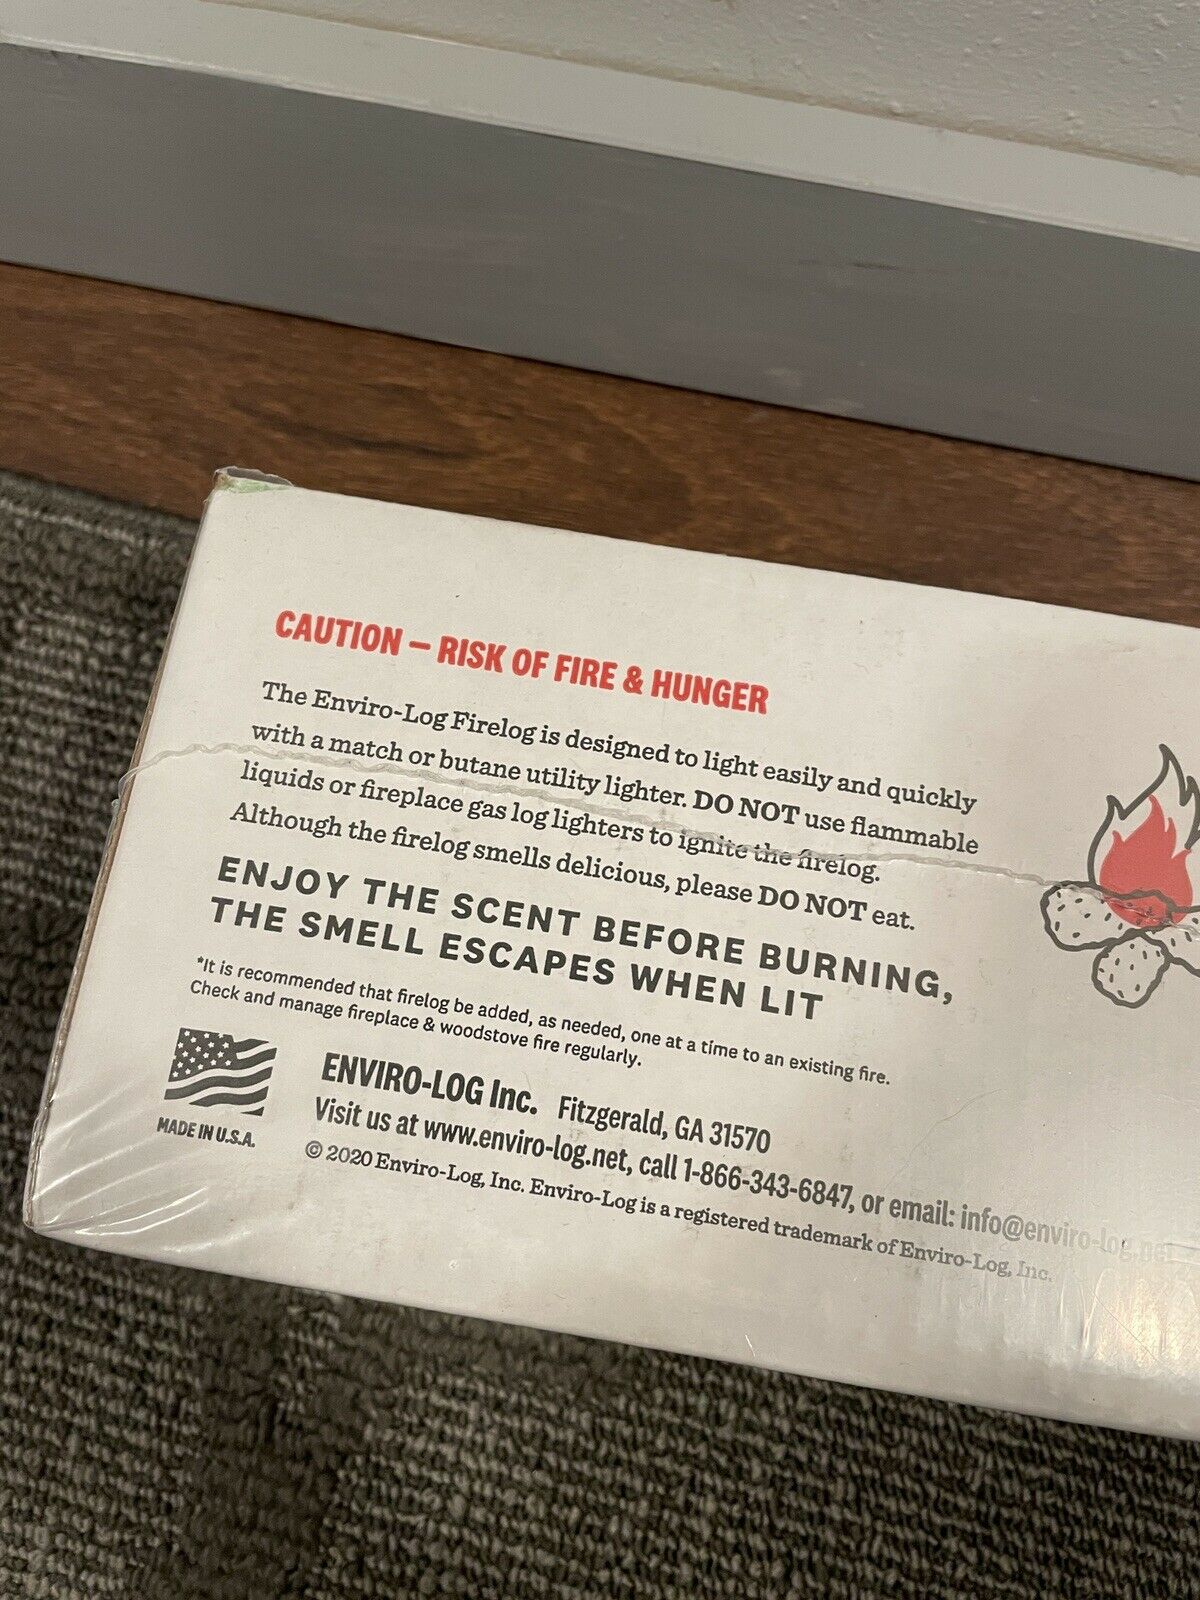 CAUTION – RISK OF FIRE & HUNGER
The Enviro-Log Firelog is designed to light easily and quickly
with a match or butane utility lighter. DO NOT use flammable
liquids or fireplace gas log lighters to ignite the firelog.
Although the firelog smells delicious, please DO NOT eat.
ENJOY THE SCENT BEFORE BURNING,
THE SMELL ESCAPES WHEN LIT
*It is recommended that firelog be added, as needed, one at a time to an existing fire.
Check and manage fireplace & woodstove fire regularly.
MADE IN U.S.A.
ENVIRO-LOG Inc. Fitzgerald, GA 31570
Visit us at www.enviro-log.net, call 1-866-343-6847, or email: info@enviro-log.net
© 2020 Enviro-Log, Inc. Enviro-Log is a registered trademark of Enviro-Log, Inc.